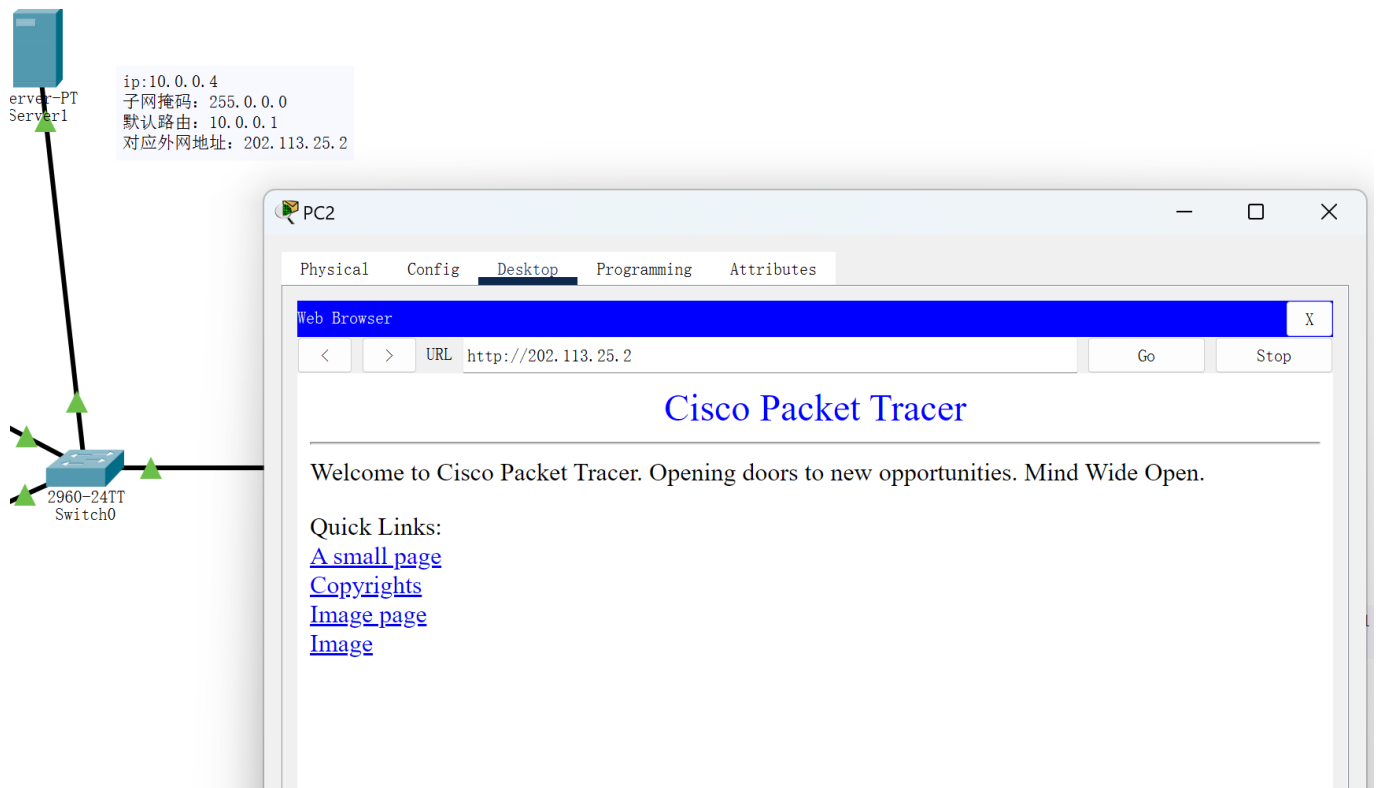 erver-PT
Server1
ip:10.0.0.4
子网掩码：255.0.0.0
默认路由：10.0.0.1
对应外网地址：202.113.25.2
PC2
Physical Config Desktop Programming Attributes
Web Browser
X
< > URL http://202.113.25.2 Go Stop
Cisco Packet Tracer
Welcome to Cisco Packet Tracer. Opening doors to new opportunities. Mind Wide Open.
Quick Links:
A small page
Copyrights
Image page
Image
2960-24TT
Switch0